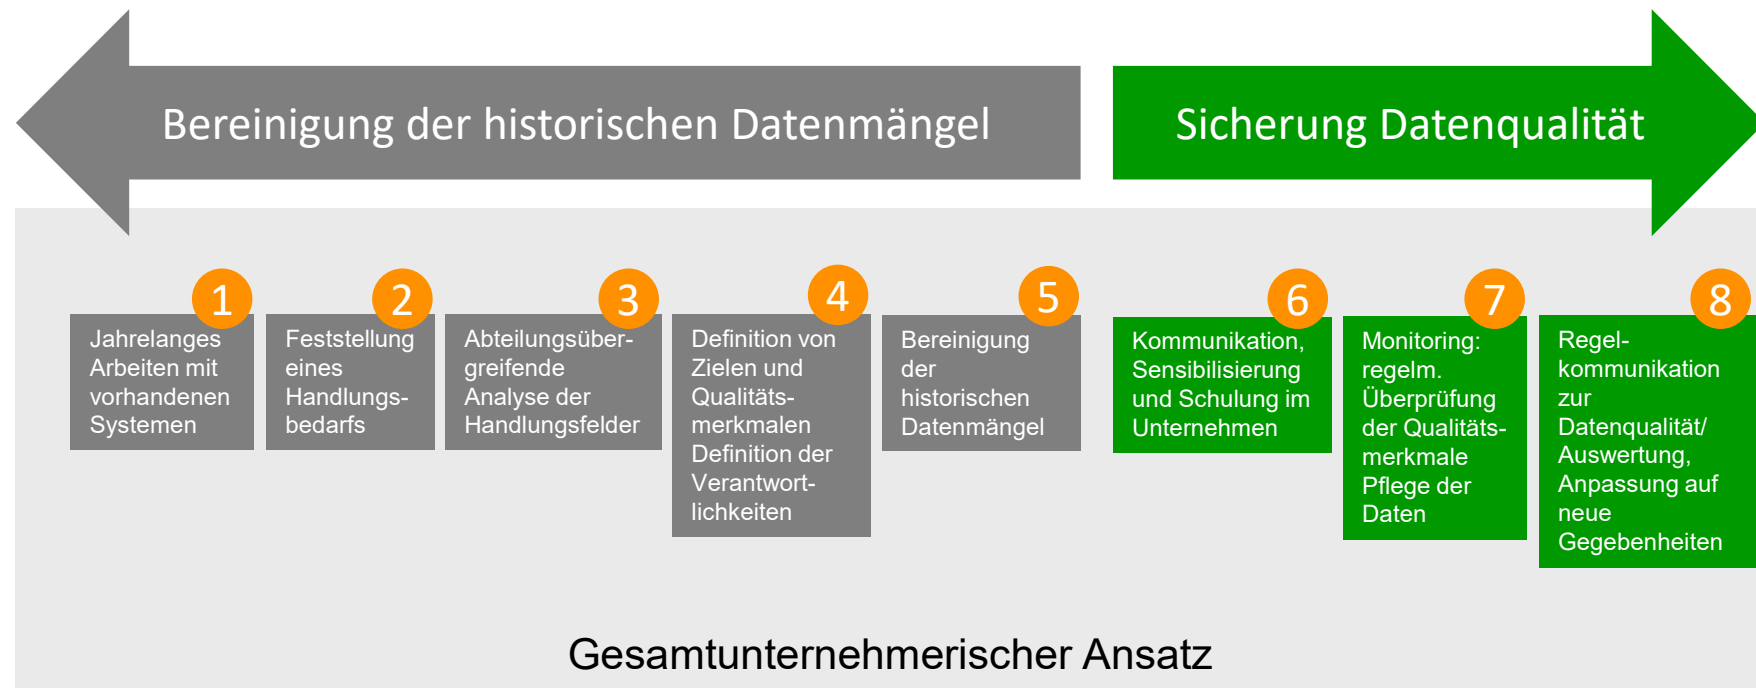 Bereinigung der historischen Datenmängel
Sicherung Datenqualität
1
Jahrelanges
Arbeiten mit
vorhandenen
Systemen
2
Feststellung
eines
Handlungs-
bedarfs
3
Abteilungsüber-
greifende
Analyse der
Handlungsfelder
4
Definition von
Zielen und
Qualitäts-
merkmalen
Definition der
Verantwort-
lichkeiten
5
Bereinigung
der
historischen
Datenmängel
6
Kommunikation,
Sensibilisierung
und Schulung im
Unternehmen
7
Monitoring:
regelm.
Überprüfung
der Qualitäts-
merkmale
Pflege der
Daten
8
Regel-
kommunikation
zur
Datenqualität/
Auswertung,
Anpassung auf
neue
Gegebenheiten
Gesamtunternehmerischer Ansatz